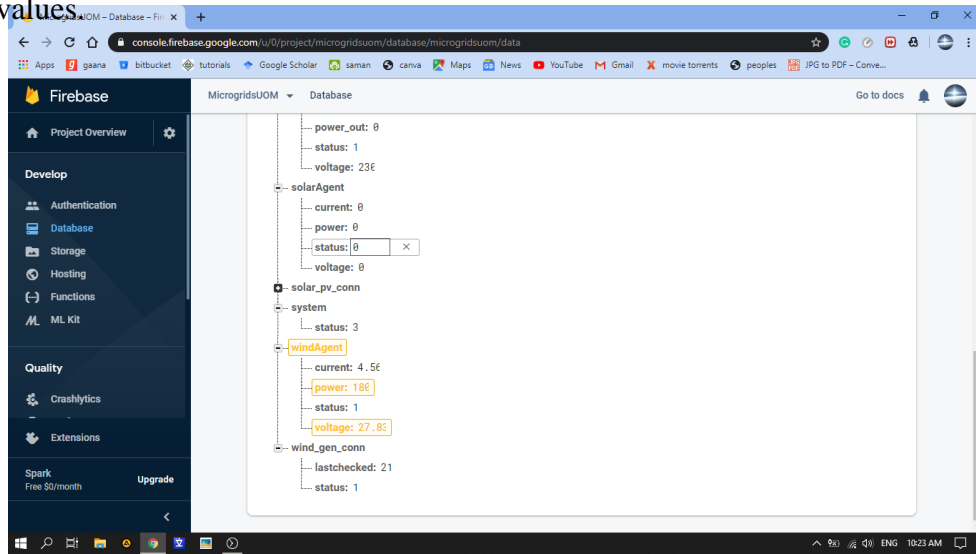 values.
MicrogridsUOM – Database – Fir
console.firebase.google.com/u/0/project/microgridsuom/database/microgridsuom/data
Apps gaana bitbucket tutorials Google Scholar saman canva Maps News YouTube Gmail movie torrents peoples JPG to PDF – Conve...
Firebase
MicrogridsUOM Database Go to docs
Project Overview
Develop
Authentication
Database
Storage
Hosting
Functions
ML Kit
Quality
Crashlytics
Extensions
Spark
Free $0/month
Upgrade
power_out: 0
status: 1
voltage: 230
solarAgent
current: 0
power: 0
status: 0
voltage: 0
solar_pv_conn
system
status: 3
windAgent
current: 4.56
power: 180
status: 1
voltage: 27.83
wind_gen_conn
lastchecked: 21
status: 1
ENG 10:23 AM